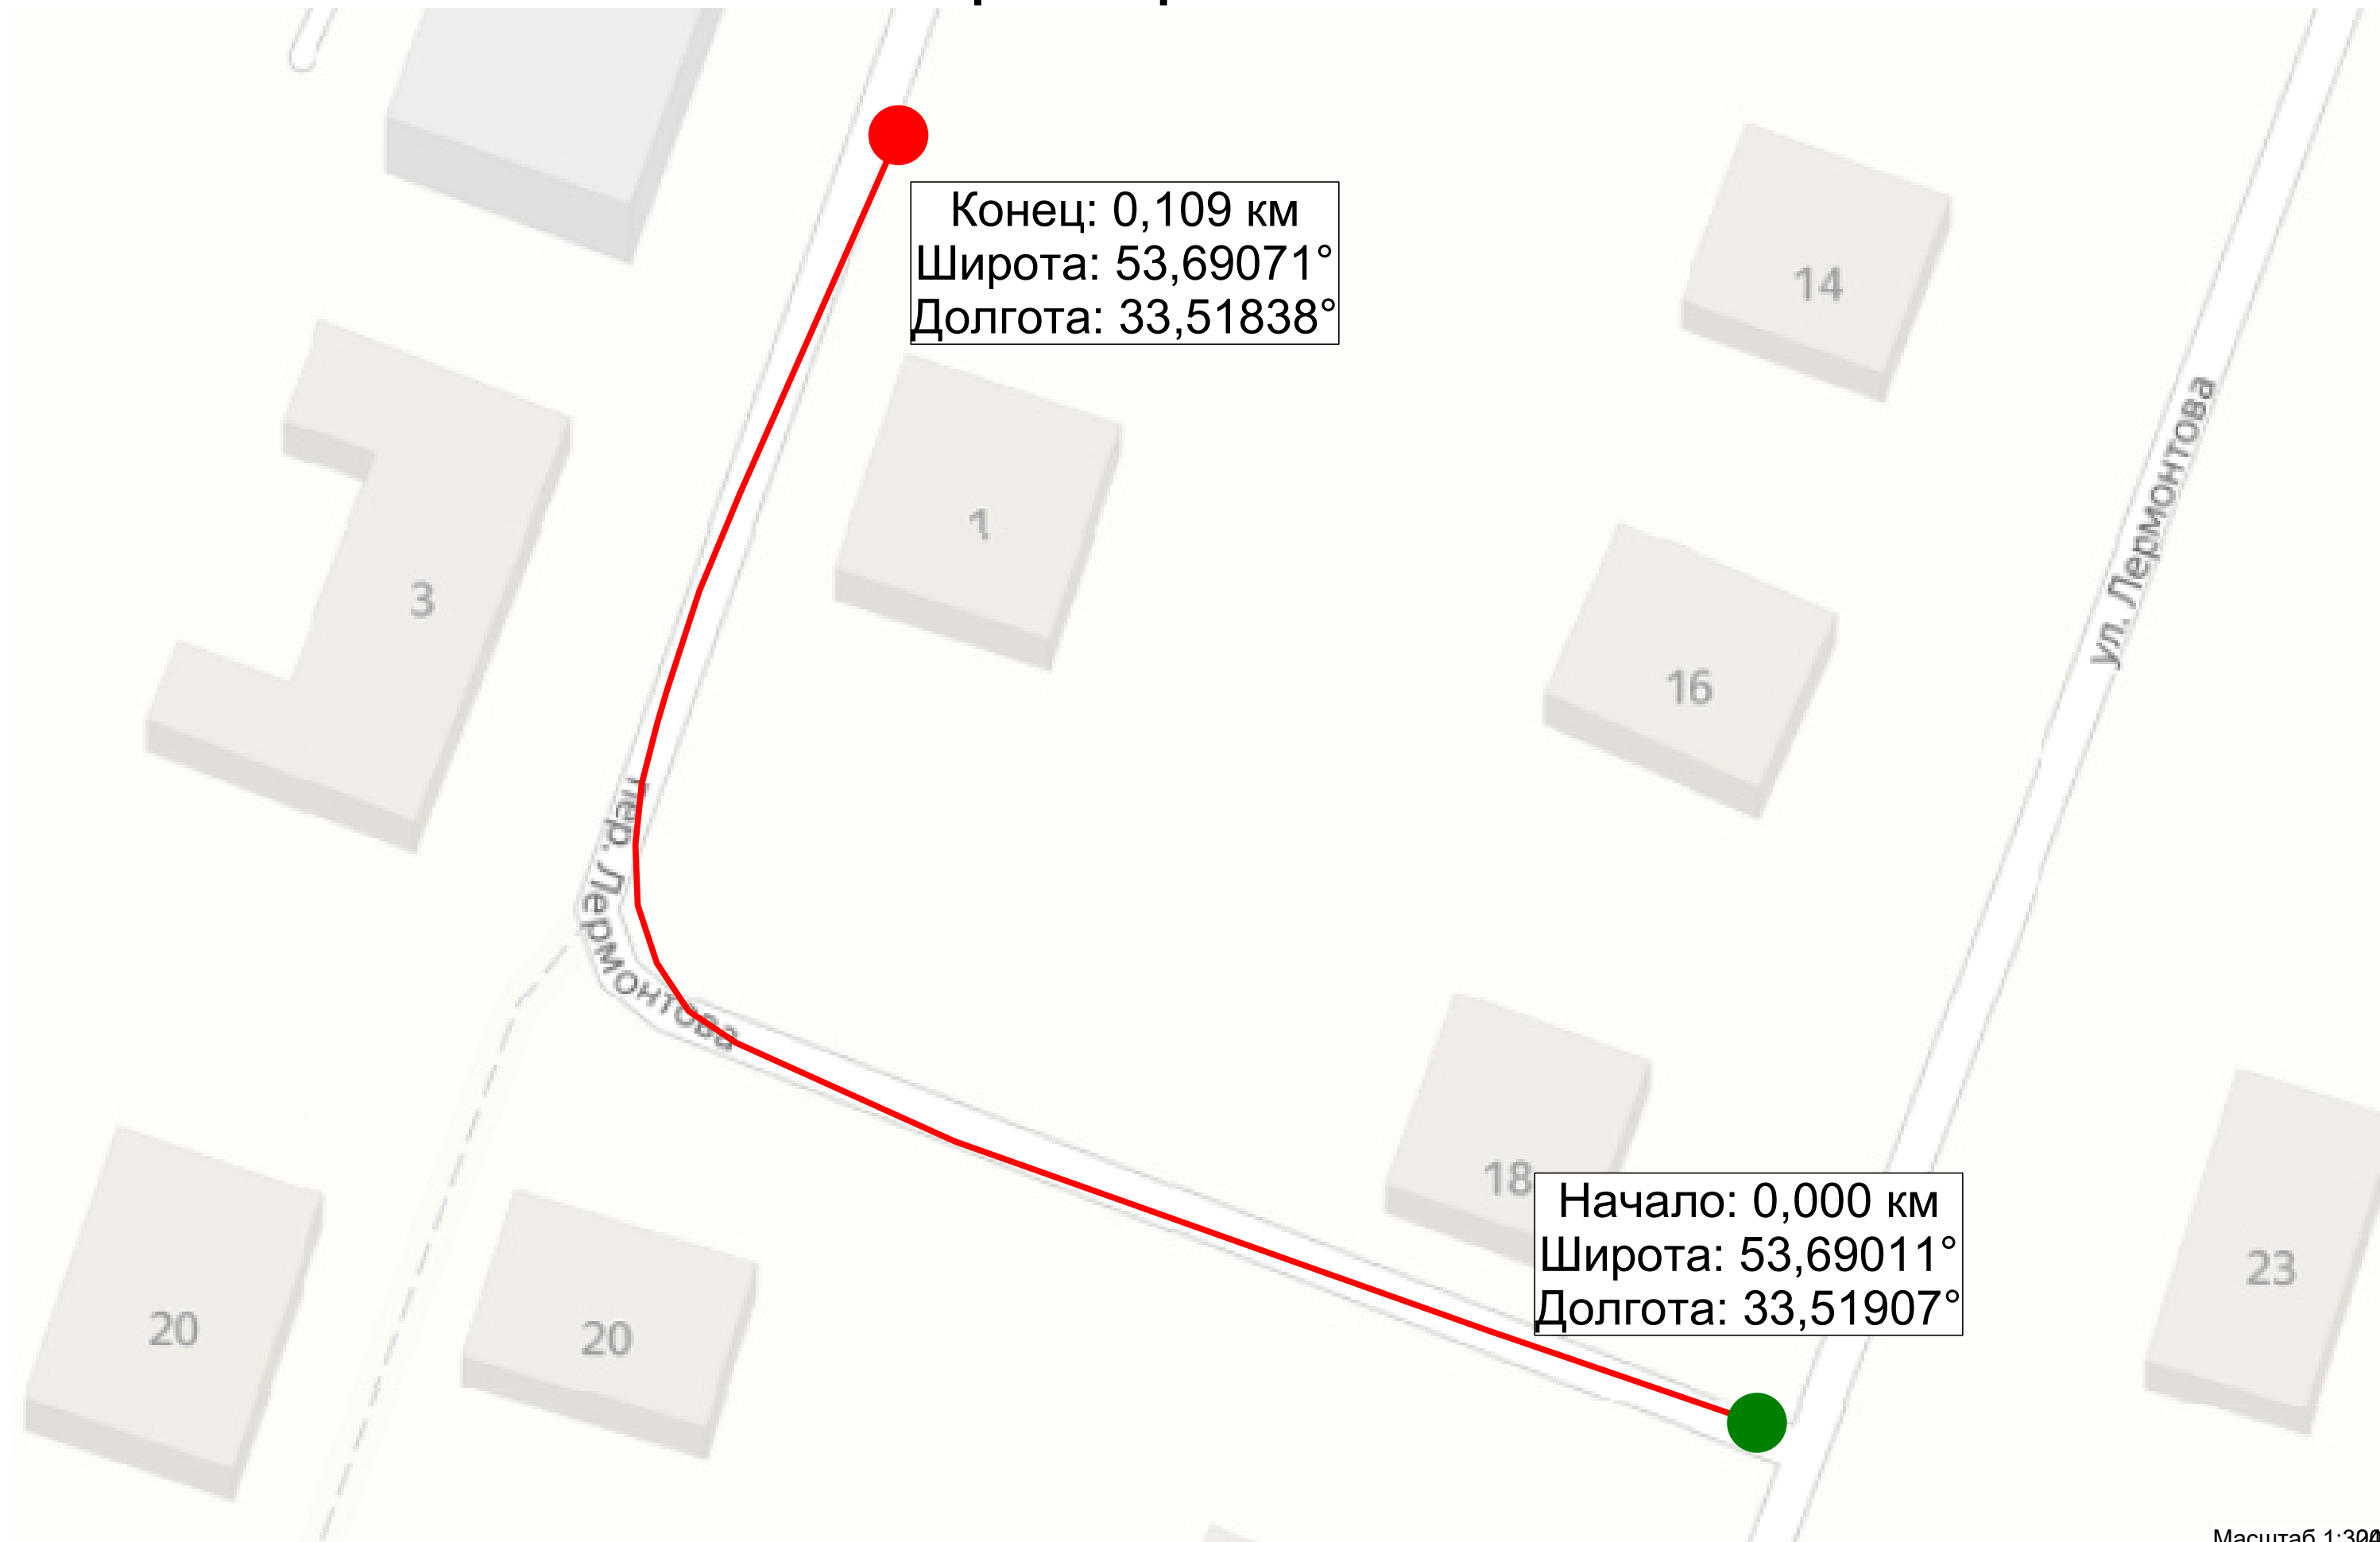 Конец: 0,109 км
Широта: 53,69071°
Долгота: 33,51838°
14
ул. Лермонтова
1
3
16
пер. Лермонтова
18
Начало: 0,000 км
Широта: 53,69011°
Долгота: 33,51907°
23
20
20
Масштаб